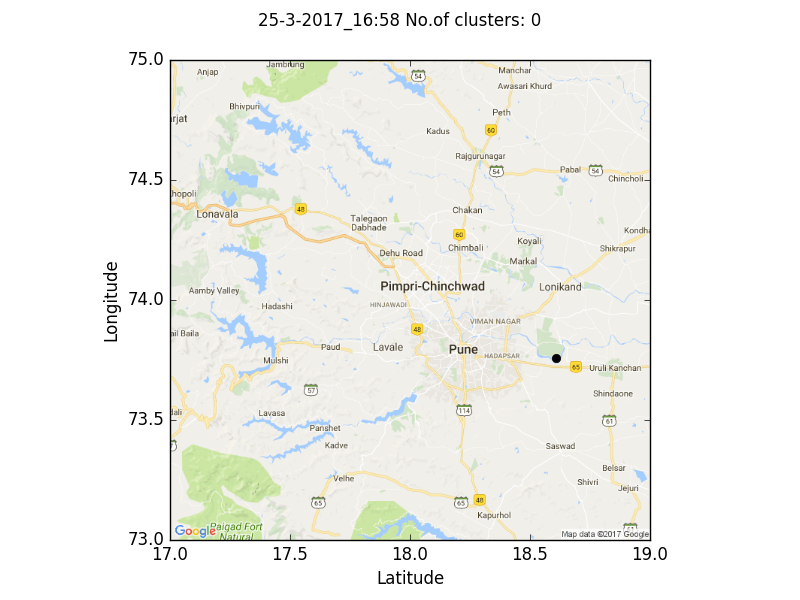 25-3-2017_16:58 No.of clusters: 0
75.0
74.5
74.0
73.5
73.0
Longitude
17.0 17.5 18.0 18.5 19.0
Latitude
Jambrung
Anjap
54
Manchar
Awasari Khurd
Bhivpuri
Peth
rjat
Kadus
60
Rajgurunagar
54
Pabal
54
Chincholi
khopoli
Lonavala
48
Talegaon
Dabhade
Chakan
60
Kondh
Koyali
Chimbali
Shikrapur
Dehu Road
Markal
Aamby Valley
Pimpri-Chinchwad
Lonikand
Hadashi
HINJAWADI
VIMAN NAGAR
ail Baila
48
Paud
Lavale
Pune
HADAPSAR
Mulshi
65
Uruli Kanchan
57
Shindaone
Lavasa
114
dali
61
Panshet
Kadve
Saswad
Velhe
Belsar
Shivri
Jejuri
65
65
48
Kapurhol
Raigad Fort
Natural
Google
61
Map data ©2017 Google